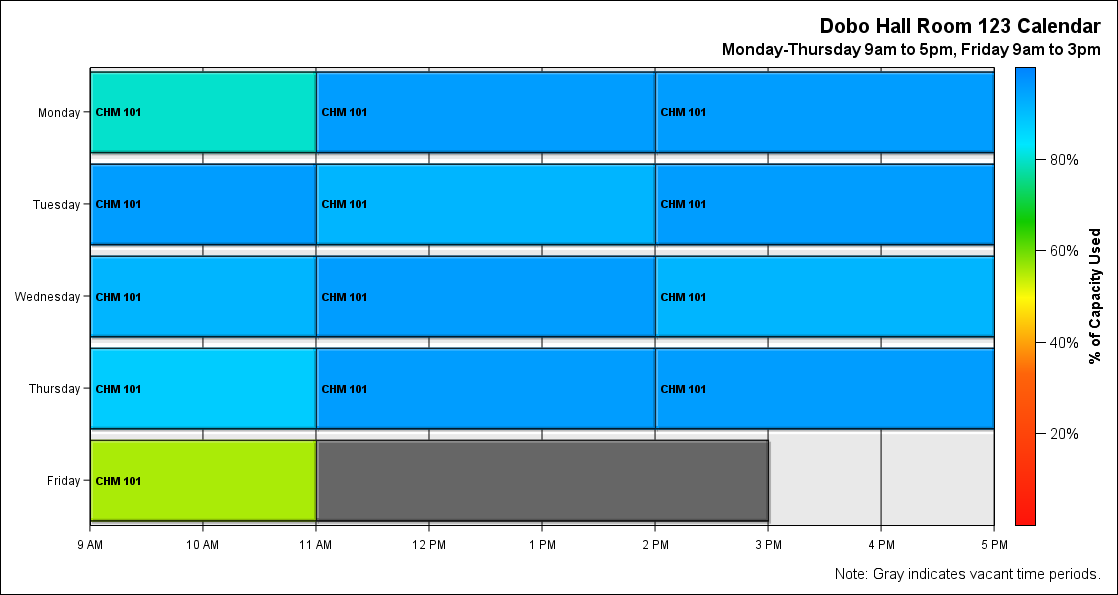 Dobo Hall Room 123 Calendar
Monday-Thursday 9am to 5pm, Friday 9am to 3pm
Monday
CHM 101
CHM 101
CHM 101
Tuesday
CHM 101
CHM 101
CHM 101
Wednesday
CHM 101
CHM 101
CHM 101
Thursday
CHM 101
CHM 101
CHM 101
Friday
CHM 101
9 AM
10 AM
11 AM
12 PM
1 PM
2 PM
3 PM
4 PM
5 PM
80%
60%
40%
20%
% of Capacity Used
Note: Gray indicates vacant time periods.